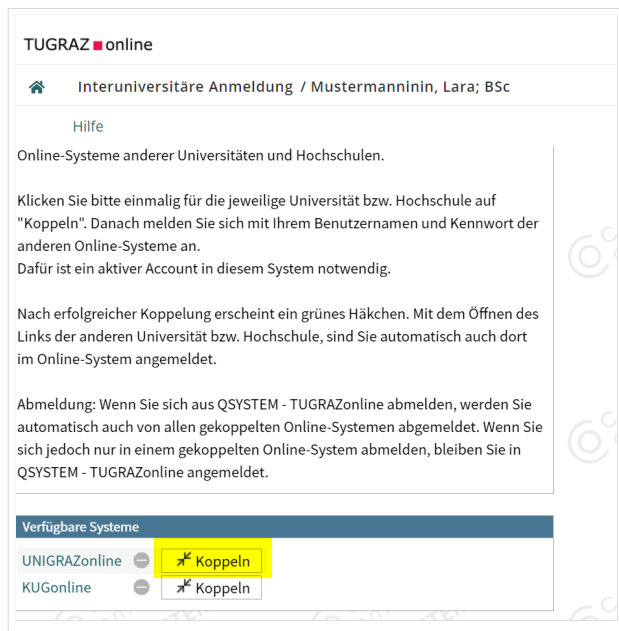 TUGRAZ online
Interuniversitäre Anmeldung / Mustermanninin, Lara; BSc
Hilfe
Online-Systeme anderer Universitäten und Hochschulen.
Klicken Sie bitte einmalig für die jeweilige Universität bzw. Hochschule auf
"Koppeln". Danach melden Sie sich mit Ihrem Benutzernamen und Kennwort der
anderen Online-Systeme an.
Dafür ist ein aktiver Account in diesem System notwendig.
Nach erfolgreicher Koppelung erscheint ein grünes Häkchen. Mit dem Öffnen des
Links der anderen Universität bzw. Hochschule, sind Sie automatisch auch dort
im Online-System angemeldet.
Abmeldung: Wenn Sie sich aus QSYSTEM - TUGRAZonline abmelden, werden Sie
automatisch auch von allen gekoppelten Online-Systemen abgemeldet. Wenn Sie
sich jedoch nur in einem gekoppelten Online-System abmelden, bleiben Sie in
QSYSTEM - TUGRAZonline angemeldet.
Verfügbare Systeme
UNIGRAZonline Koppeln
KUGonline Koppeln